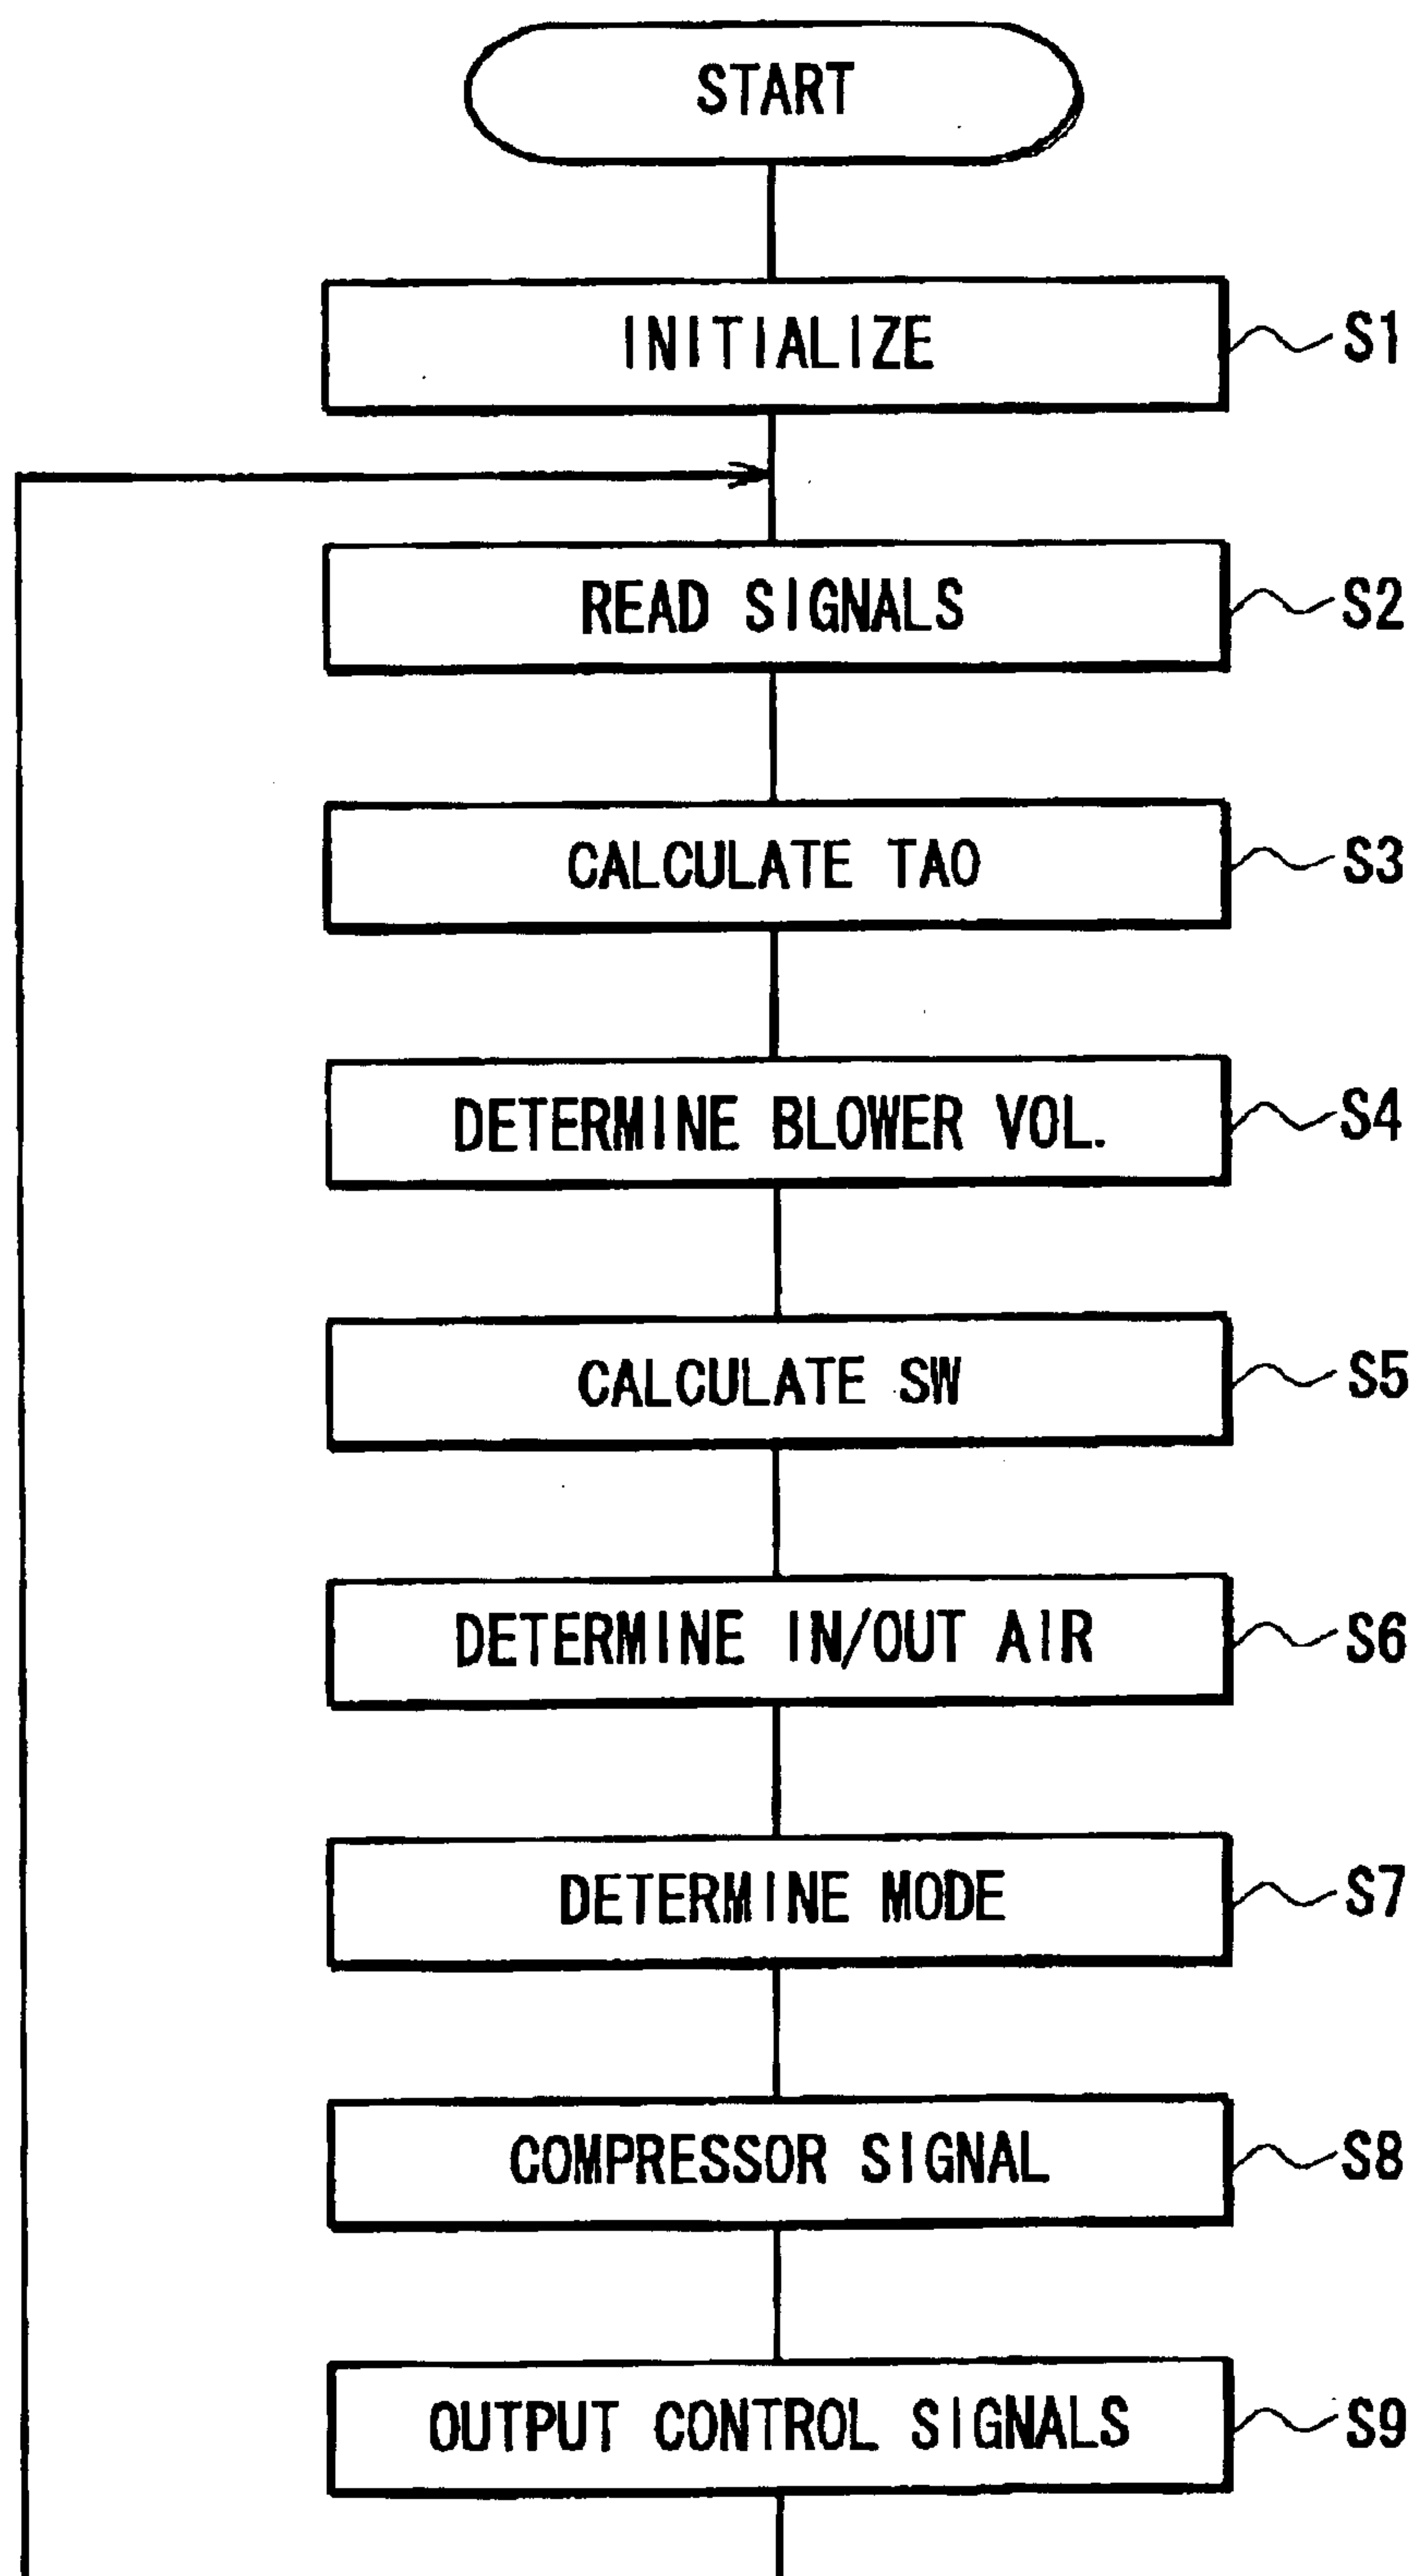 START
INITIALIZE S1
READ SIGNALS S2
CALCULATE TAO S3
DETERMINE BLOWER VOL. S4
CALCULATE SW S5
DETERMINE IN/OUT AIR S6
DETERMINE MODE S7
COMPRESSOR SIGNAL S8
OUTPUT CONTROL SIGNALS S9